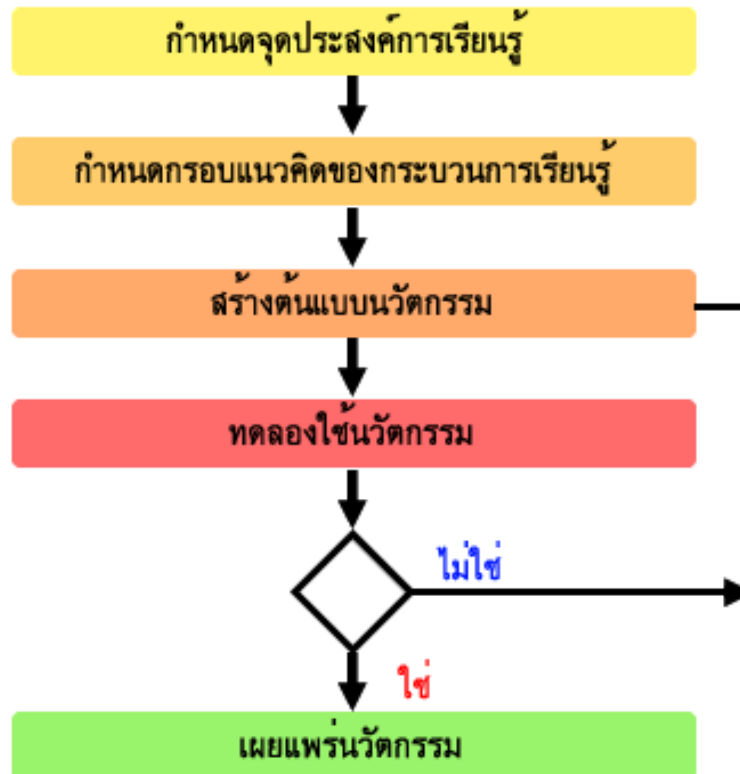 กำหนดจุดประสงค์การเรียนรู้
กำหนดกรอบแนวคิดของกระบวนการเรียนรู้
สร้างต้นแบบนวัตกรรม
ทดลองใช้นวัตกรรม
ไม่ใช่
ใช่
เผยแพร่นวัตกรรม